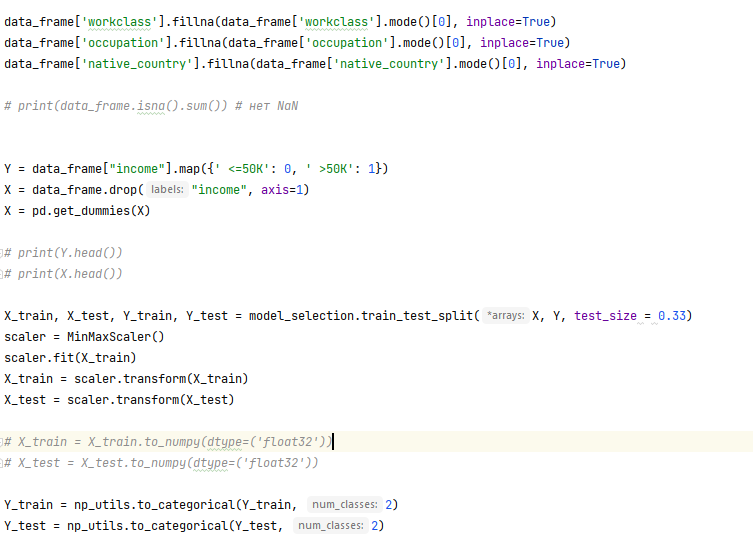 data_frame['workclass'].fillna(data_frame['workclass'].mode()[0], inplace=True)
data_frame['occupation'].fillna(data_frame['occupation'].mode()[0], inplace=True)
data_frame['native_country'].fillna(data_frame['native_country'].mode()[0], inplace=True)
# print(data_frame.isna().sum()) # нет NaN
Y = data_frame["income"].map({' <=50K': 0, ' >50K': 1})
X = data_frame.drop( labels: "income", axis=1)
X = pd.get_dummies(X)
# print(Y.head())
# print(X.head())
X_train, X_test, Y_train, Y_test = model_selection.train_test_split( *arrays: X, Y, test_size = 0.33)
scaler = MinMaxScaler()
scaler.fit(X_train)
X_train = scaler.transform(X_train)
X_test = scaler.transform(X_test)
# X_train = X_train.to_numpy(dtype=('float32'))
# X_test = X_test.to_numpy(dtype=('float32'))
Y_train = np_utils.to_categorical(Y_train, num_classes: 2)
Y_test = np_utils.to_categorical(Y_test, num_classes: 2)